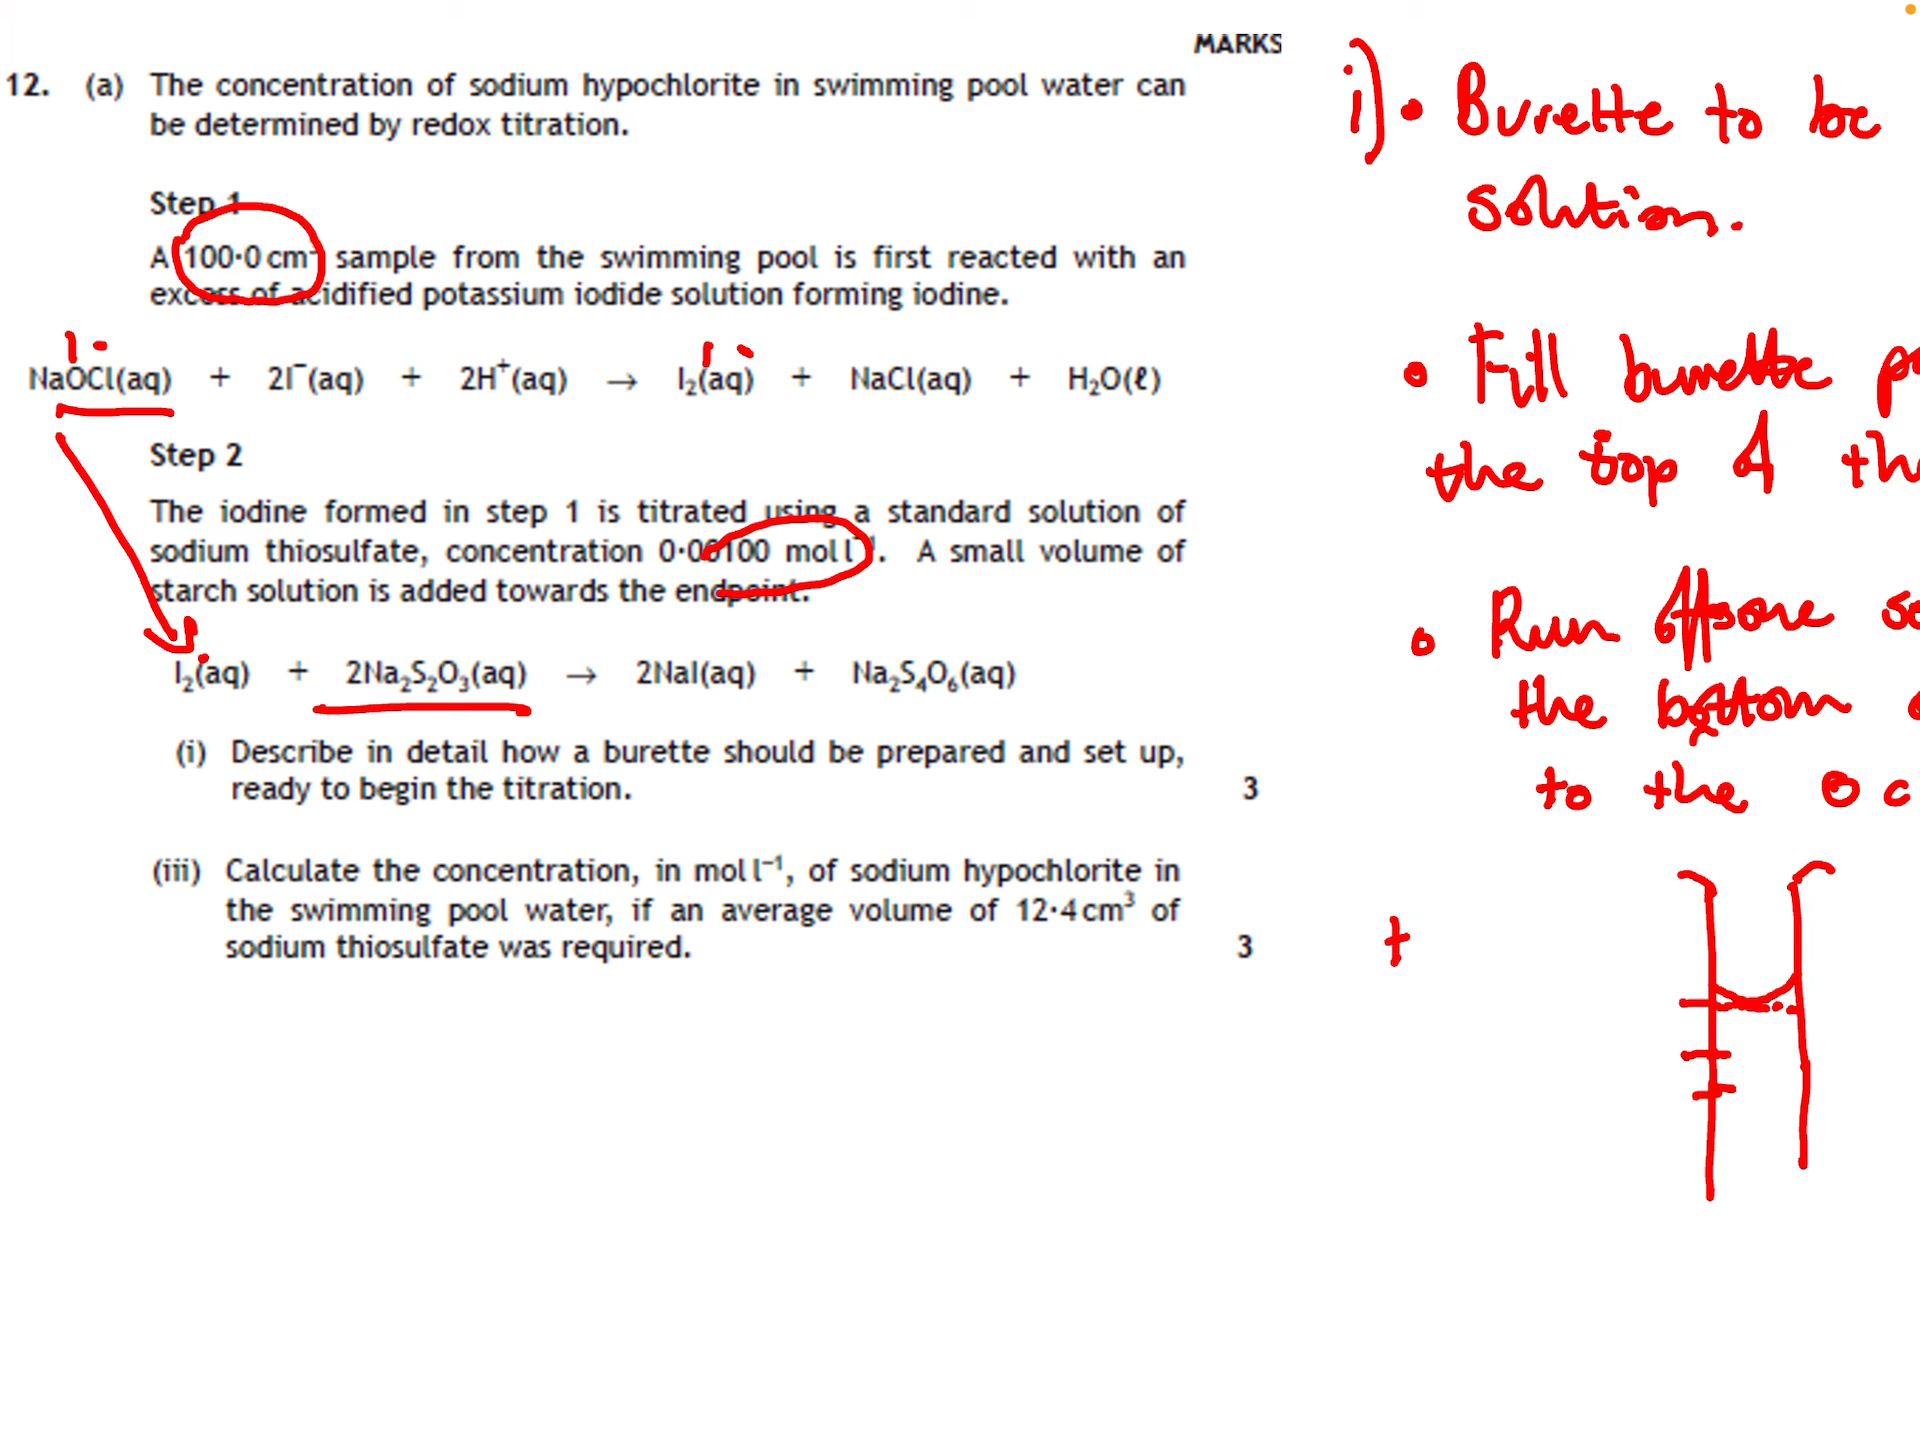 MARKS
12. (a) The concentration of sodium hypochlorite in swimming pool water can
be determined by redox titration.
Step 1
A 100·0 cm sample from the swimming pool is first reacted with an
excess of acidified potassium iodide solution forming iodine.
1 ·
1 ·
NaOCl(aq) + 2I⁻(aq) + 2H⁺(aq) → I₂(aq) + NaCl(aq) + H₂O(ℓ)
Step 2
The iodine formed in step 1 is titrated using a standard solution of
sodium thiosulfate, concentration 0·00100 mol l⁻¹. A small volume of
starch solution is added towards the endpoint.
I₂(aq) + 2Na₂S₂O₃(aq) → 2NaI(aq) + Na₂S₄O₆(aq)
(i) Describe in detail how a burette should be prepared and set up,
ready to begin the titration. 3
(iii) Calculate the concentration, in mol l⁻¹, of sodium hypochlorite in
the swimming pool water, if an average volume of 12·4 cm³ of
sodium thiosulfate was required. 3
i) • Burette to be
solution.
• Fill burette
the top of th
• Run some
the bottom
to the 0 c
+